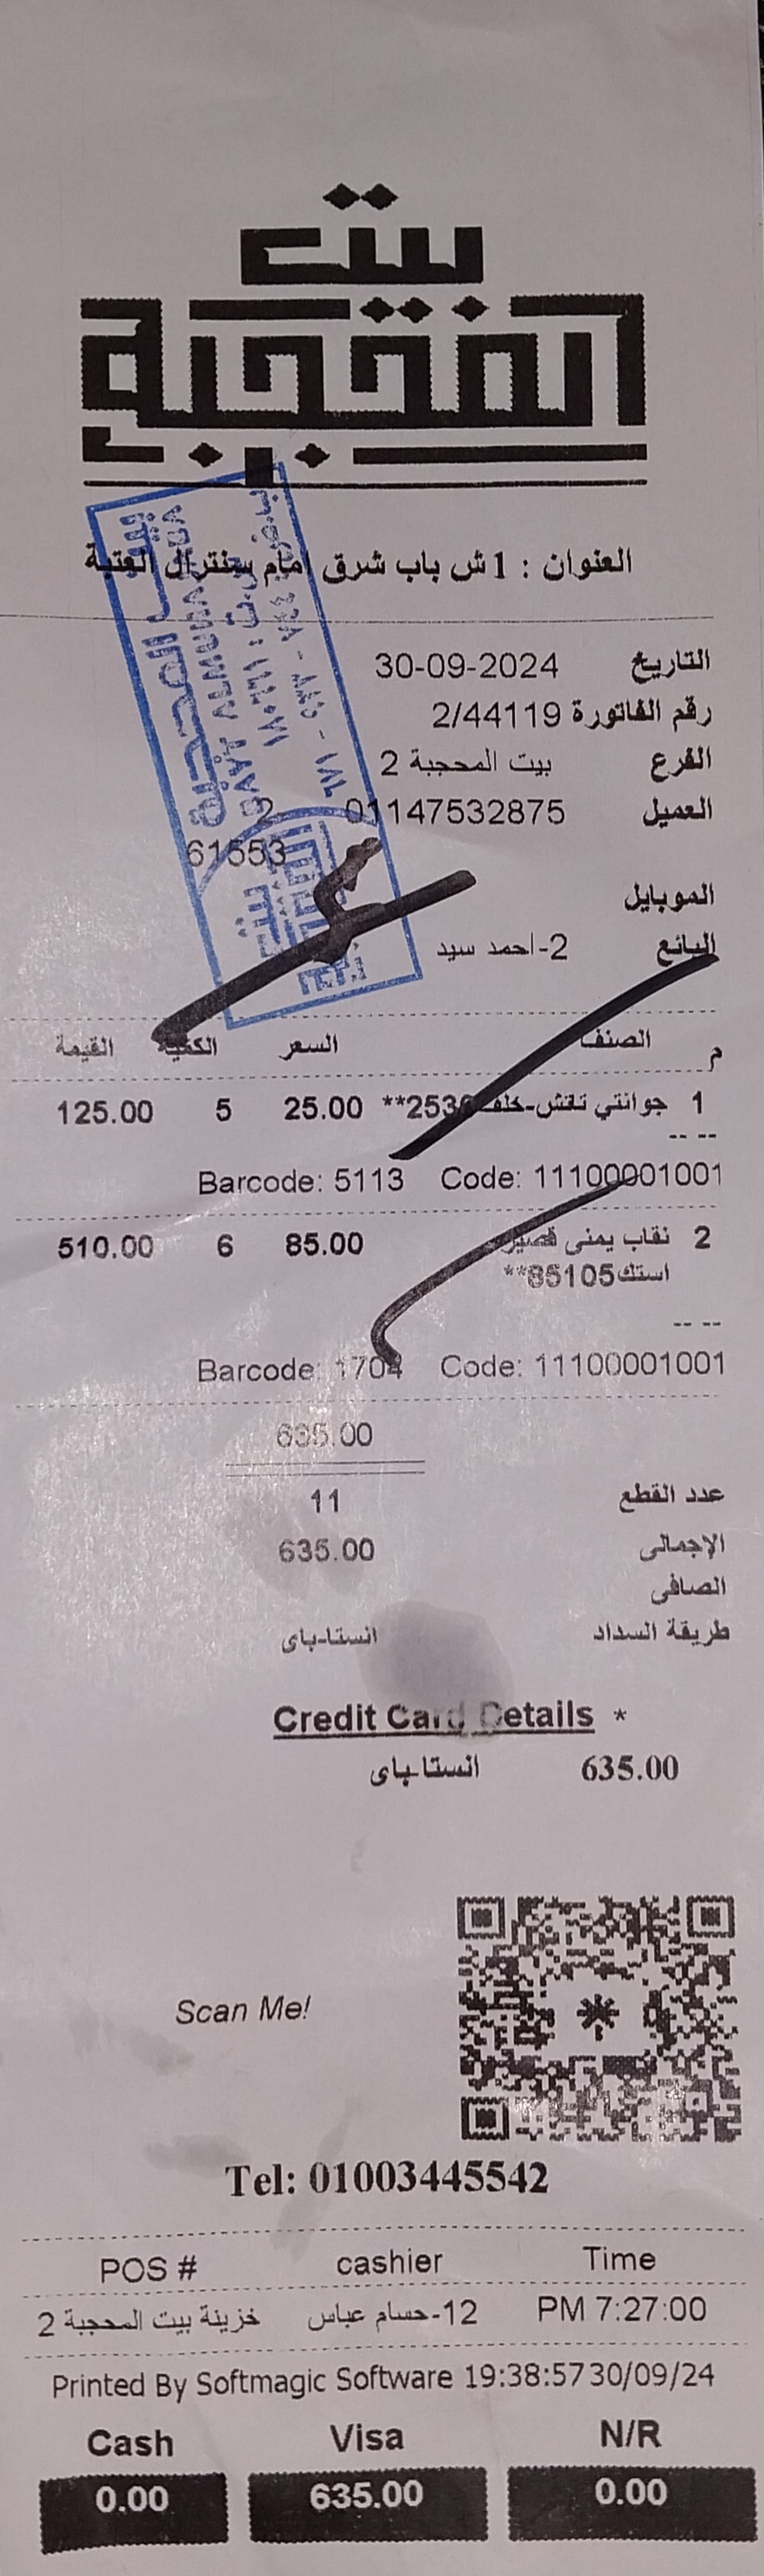 بيت
المحجبة
العنوان : 1 ش باب شرق امام سنترال العتبة
التاريخ 30-09-2024
رقم الفاتورة 2/44119
الفرع بيت المحجبة 2
العميل 01147532875 2-
61553
الموبايل
البائع 2-احمد سيد
م الصنف السعر الكمية القيمة
1 جوانتي تاتش-خلف 25.00 5 125.00
-- --
Barcode: 5113 Code: 11100001001
2 نقاب يمنى قصير 85.00 6 510.00
استك85105**
-- --
Barcode: 1704 Code: 11100001001
635.00
عدد القطع 11
الإجمالى 635.00
الصافى
طريقة السداد انستا-باى
Credit Card Details *
635.00 انستا-باى
Scan Me!
Tel: 01003445542
POS # cashier Time
خزينة بيت المحجبة 2 12-حسام عباس PM 7:27:00
Printed By Softmagic Software 19:38:57 30/09/24
Cash Visa N/R
0.00 635.00 0.00